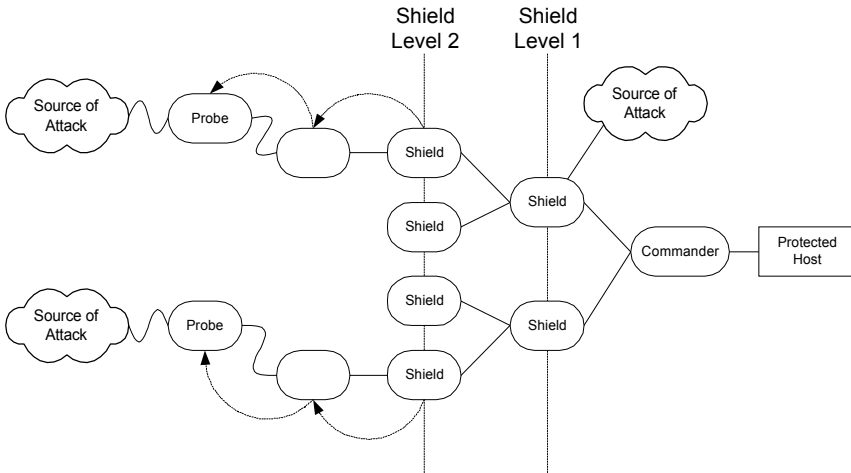 Shield
Level 2
Shield
Level 1
Source of
Attack
Probe
Shield
Source of
Attack
Shield
Shield
Commander
Protected
Host
Shield
Shield
Source of
Attack
Probe
Shield